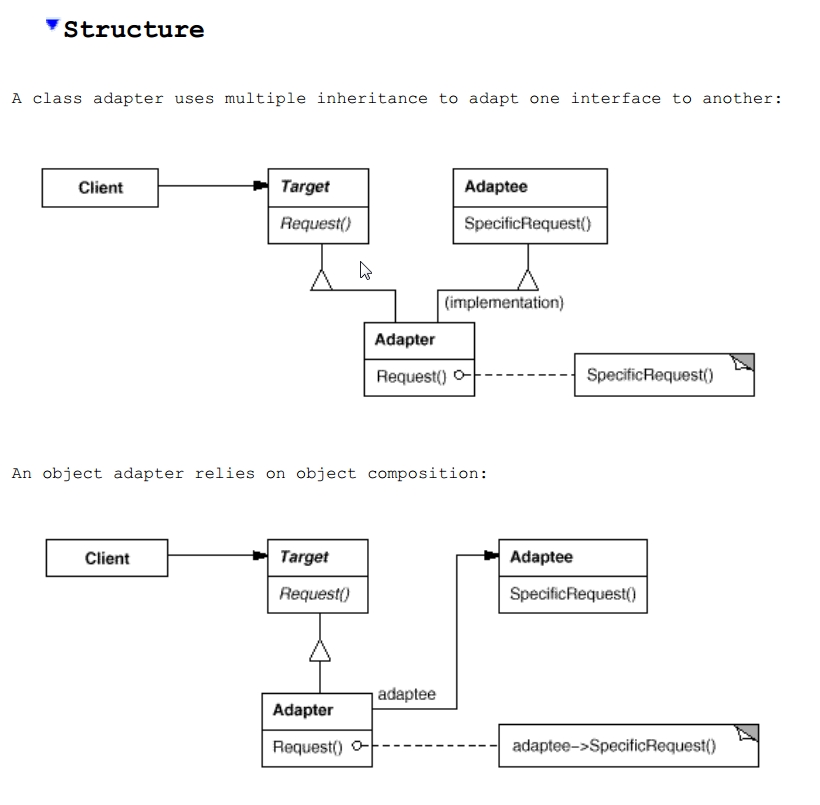 Structure
A class adapter uses multiple inheritance to adapt one interface to another:
Client
Target
Request()
Adaptee
SpecificRequest()
(implementation)
Adapter
Request()
SpecificRequest()
An object adapter relies on object composition:
Client
Target
Request()
Adaptee
SpecificRequest()
adaptee
Adapter
Request()
adaptee->SpecificRequest()